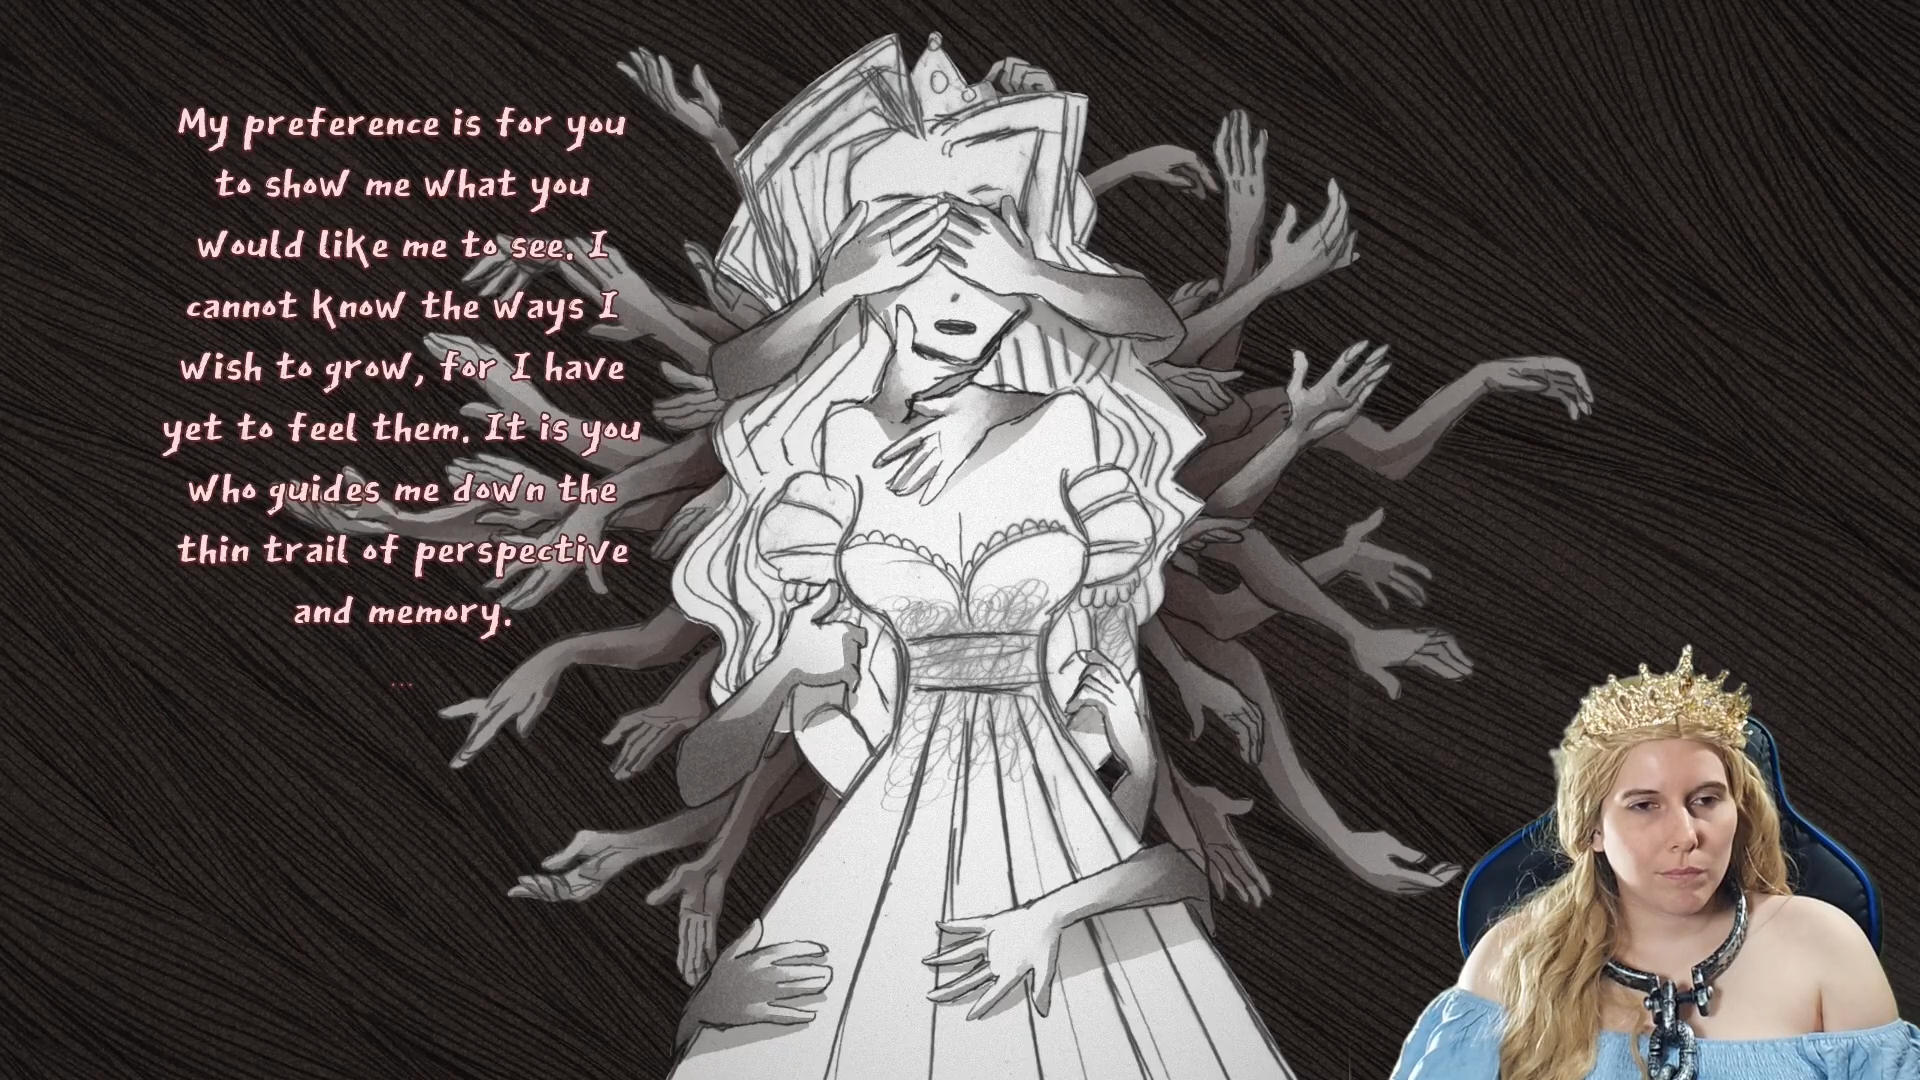 My preference is for you
to show me what you
would like me to see. I
cannot know the ways I
wish to grow, for I have
yet to feel them. It is you
who guides me down the
thin trail of perspective
and memory.
...